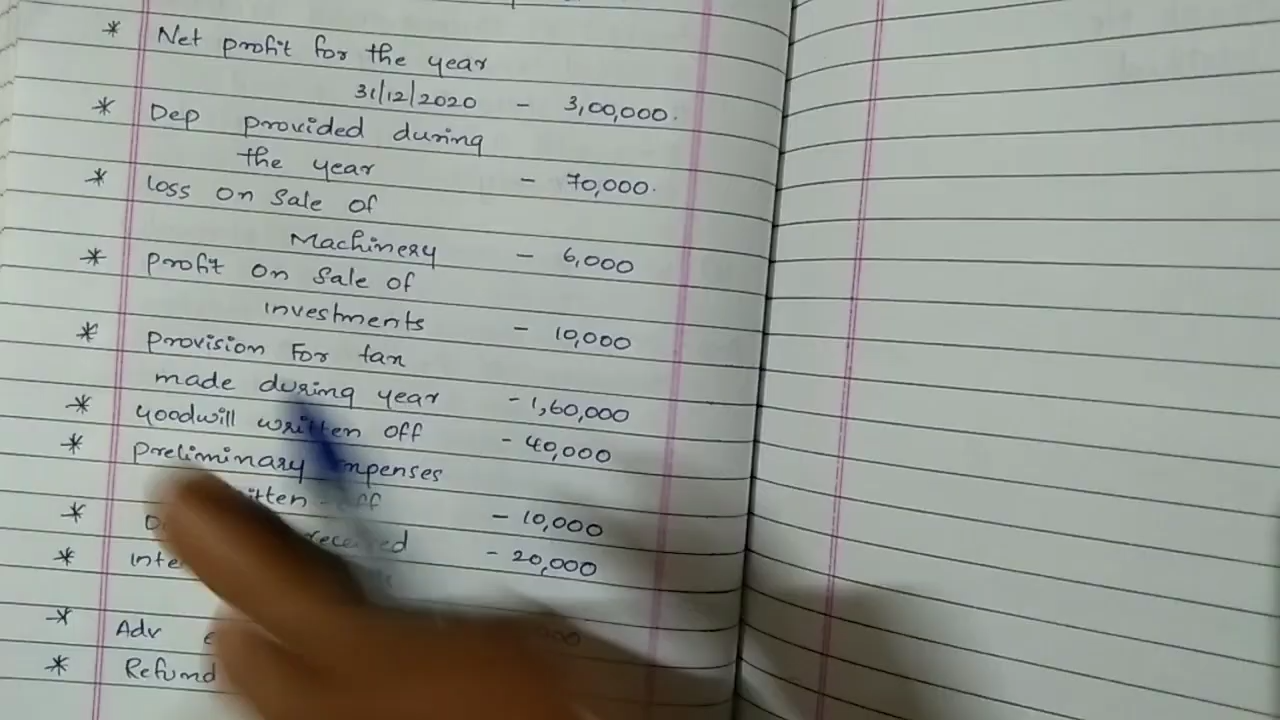 * Net profit for the year
31/12/2020 - 3,00,000.
* Dep provided during
the year - 70,000.
* Loss on Sale of
Machinery - 6,000
* Profit on Sale of
investments - 10,000
* Provision For tax
made during year - 1,60,000
* Goodwill written off - 40,000
* Preliminary
off - 10,000
* - 20,000
*
* Adv
* Refund